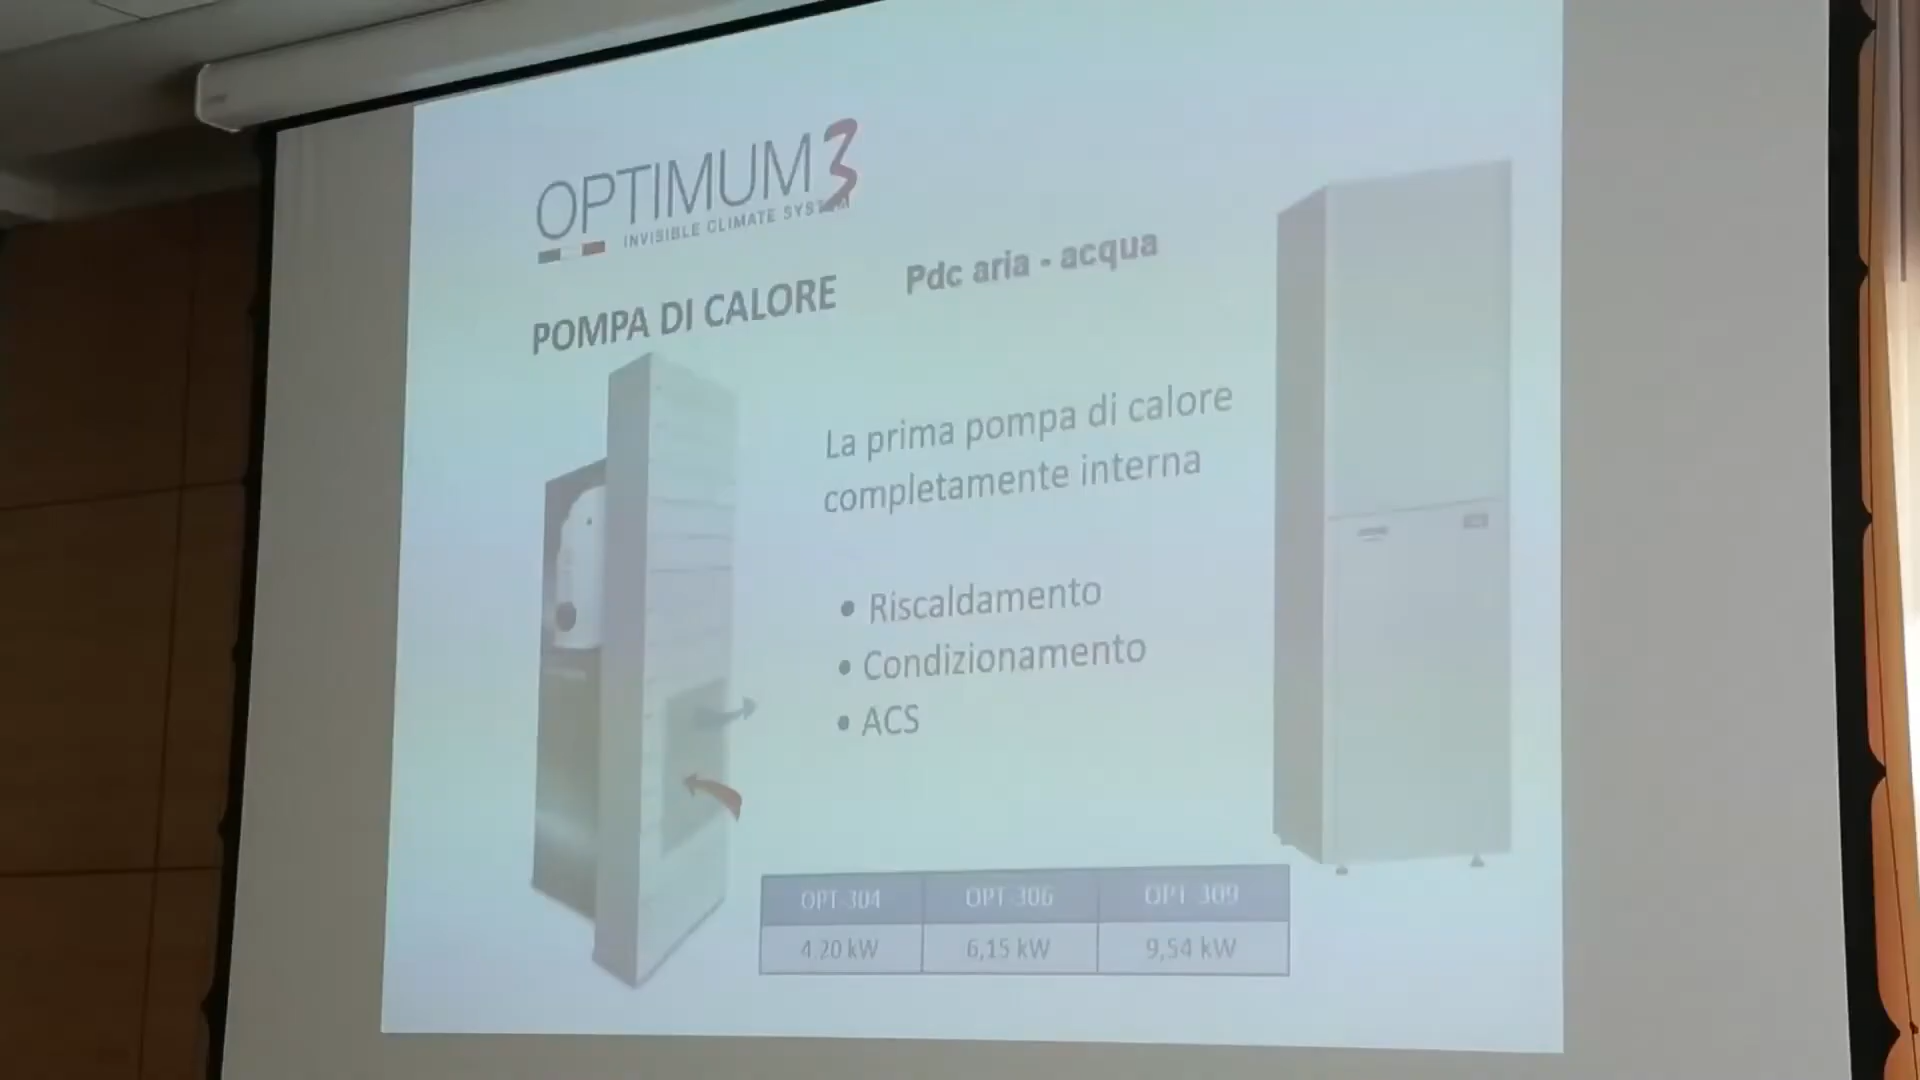 OPTIMUM3
INVISIBLE CLIMATE SYSTEM
POMPA DI CALORE
Pdc aria - acqua
La prima pompa di calore
completamente interna
• Riscaldamento
• Condizionamento
• ACS
OPT-304 OPT-306 OPT-309
4.20 kW 6,15 kW 9,54 kW